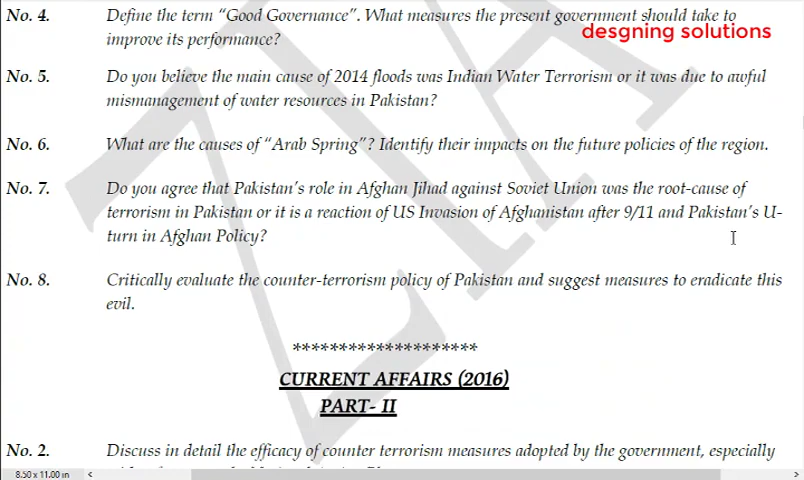 No. 4. Define the term “Good Governance”. What measures the present government should take to
improve its performance?
desgning solutions
No. 5. Do you believe the main cause of 2014 floods was Indian Water Terrorism or it was due to awful
mismanagement of water resources in Pakistan?
No. 6. What are the causes of “Arab Spring”? Identify their impacts on the future policies of the region.
No. 7. Do you agree that Pakistan’s role in Afghan Jihad against Soviet Union was the root-cause of
terrorism in Pakistan or it is a reaction of US Invasion of Afghanistan after 9/11 and Pakistan’s U-
turn in Afghan Policy?
No. 8. Critically evaluate the counter-terrorism policy of Pakistan and suggest measures to eradicate this
evil.
********************
CURRENT AFFAIRS (2016)
PART- II
No. 2. Discuss in detail the efficacy of counter terrorism measures adopted by the government, especially
8.50 x 11.00 in